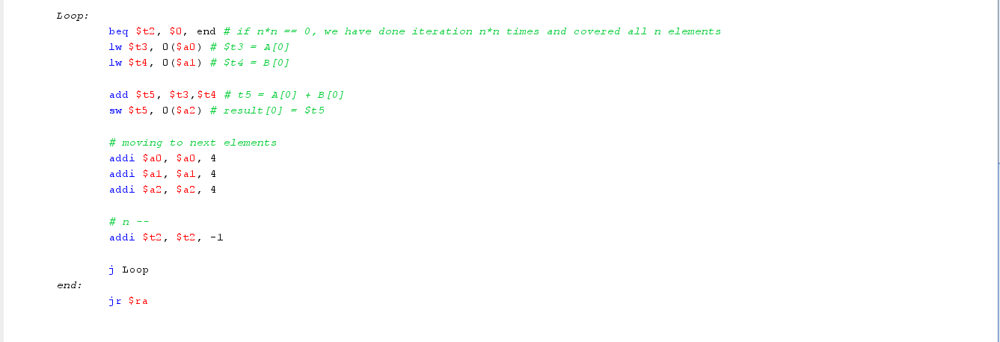 Loop:
beq $t2, $0, end # if n*n == 0, we have done iteration n*n times and covered all n elements
lw $t3, 0($a0) # $t3 = A[0]
lw $t4, 0($a1) # $t4 = B[0]
add $t5, $t3,$t4 # t5 = A[0] + B[0]
sw $t5, 0($a2) # result[0] = $t5
# moving to next elements
addi $a0, $a0, 4
addi $a1, $a1, 4
addi $a2, $a2, 4
# n --
addi $t2, $t2, -1
j Loop
end:
jr $ra